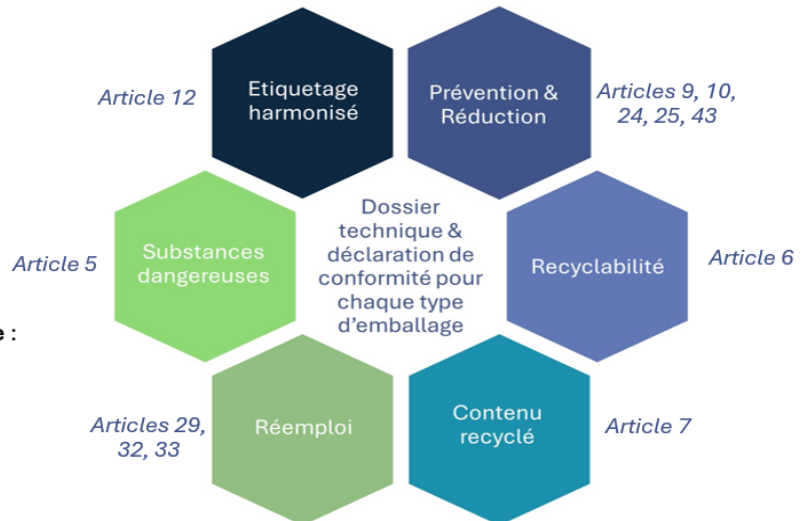 Article 12
Etiquetage
harmonisé
Prévention &
Réduction
Articles 9, 10,
24, 25, 43
Article 5
Substances
dangereuses
Dossier
technique &
déclaration de
conformité pour
chaque type
d'emballage
Recyclabilité
Article 6
e :
Articles 29,
32, 33
Réemploi
Contenu
recyclé
Article 7